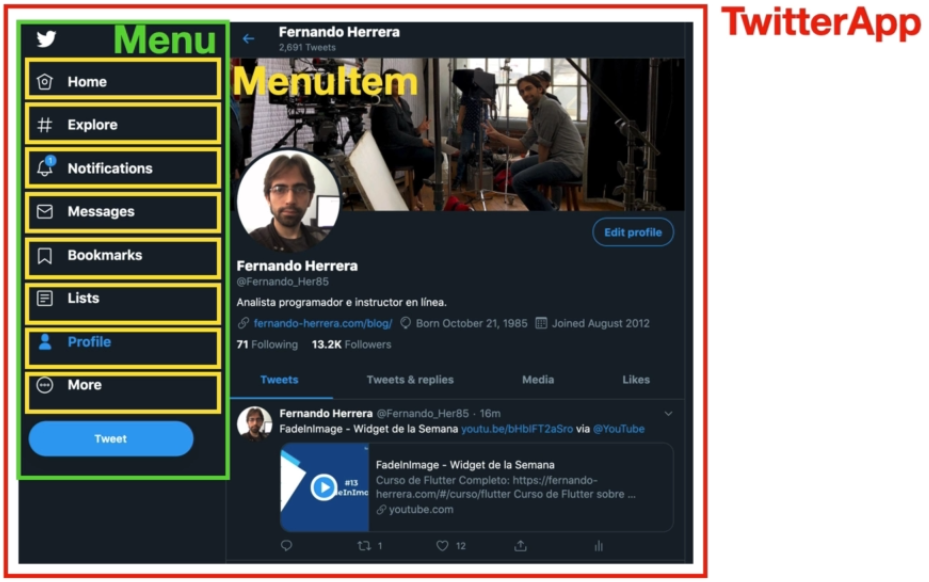 TwitterApp
Menu
Home
Explore
1
Notifications
Messages
Bookmarks
Lists
Profile
More
Tweet
Fernando Herrera
2,691 Tweets
MenuItem
Edit profile
Fernando Herrera
@Fernando_Her85
Analista programador e instructor en línea.
fernando-herrera.com/blog/ Born October 21, 1985 Joined August 2012
71 Following 13.2K Followers
Tweets Tweets & replies Media Likes
Fernando Herrera @Fernando_Her85 · 16m
FadeInImage - Widget de la Semana youtu.be/bHbIFT2aSro via @YouTube
#13
eInIma
FadeInImage - Widget de la Semana
Curso de Flutter Completo: https://fernando-
herrera.com/#/curso/flutter Curso de Flutter sobre ...
youtube.com
1 12